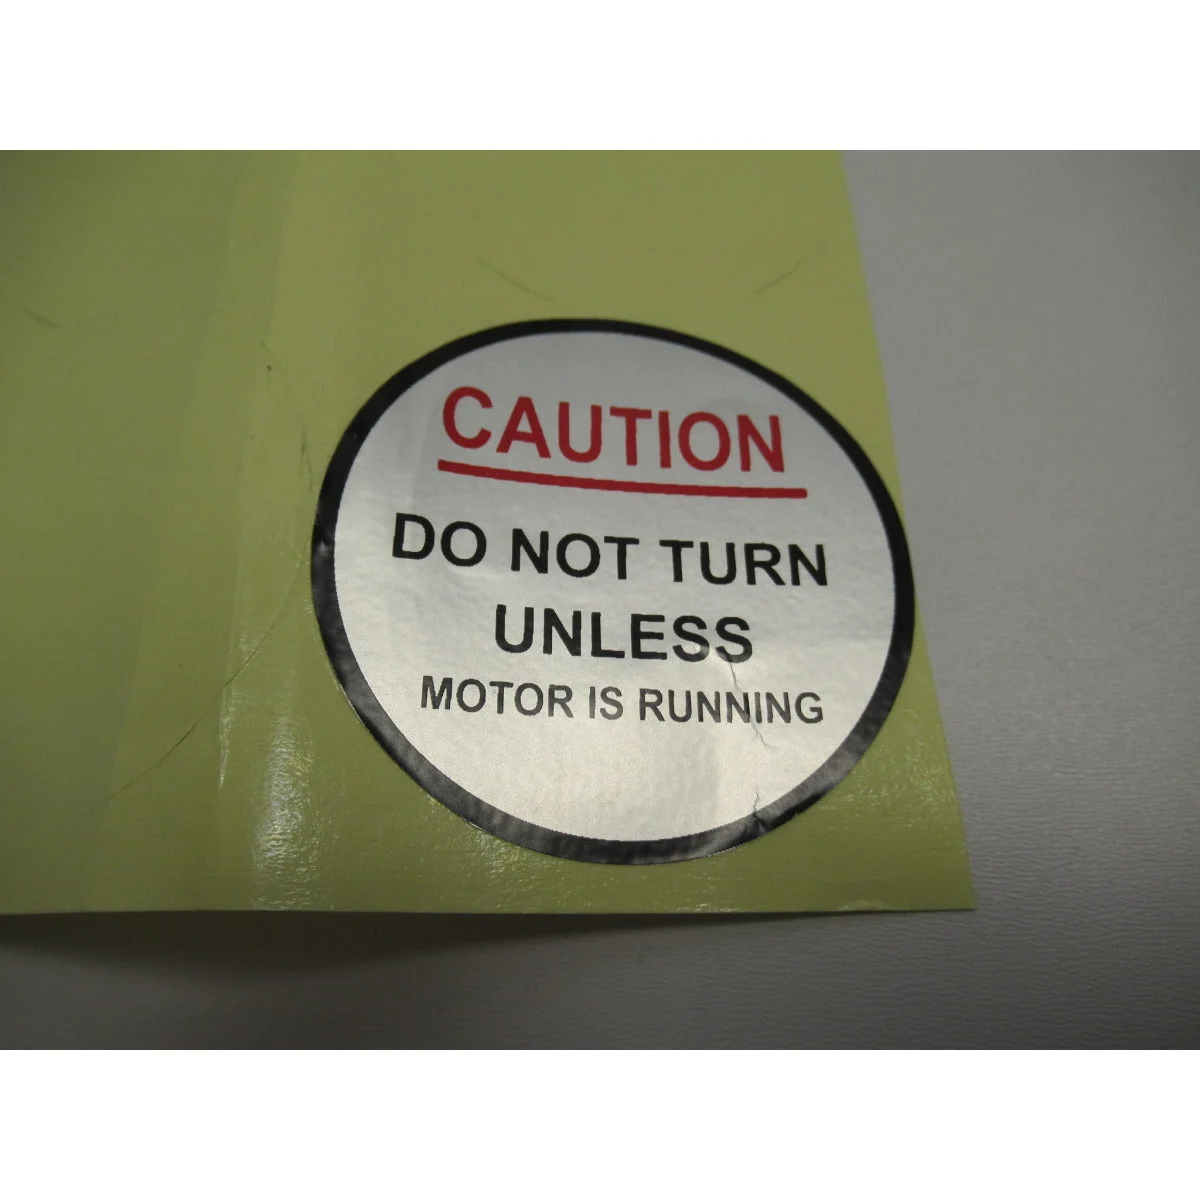 CAUTION
DO NOT TURN
UNLESS
MOTOR IS RUNNING